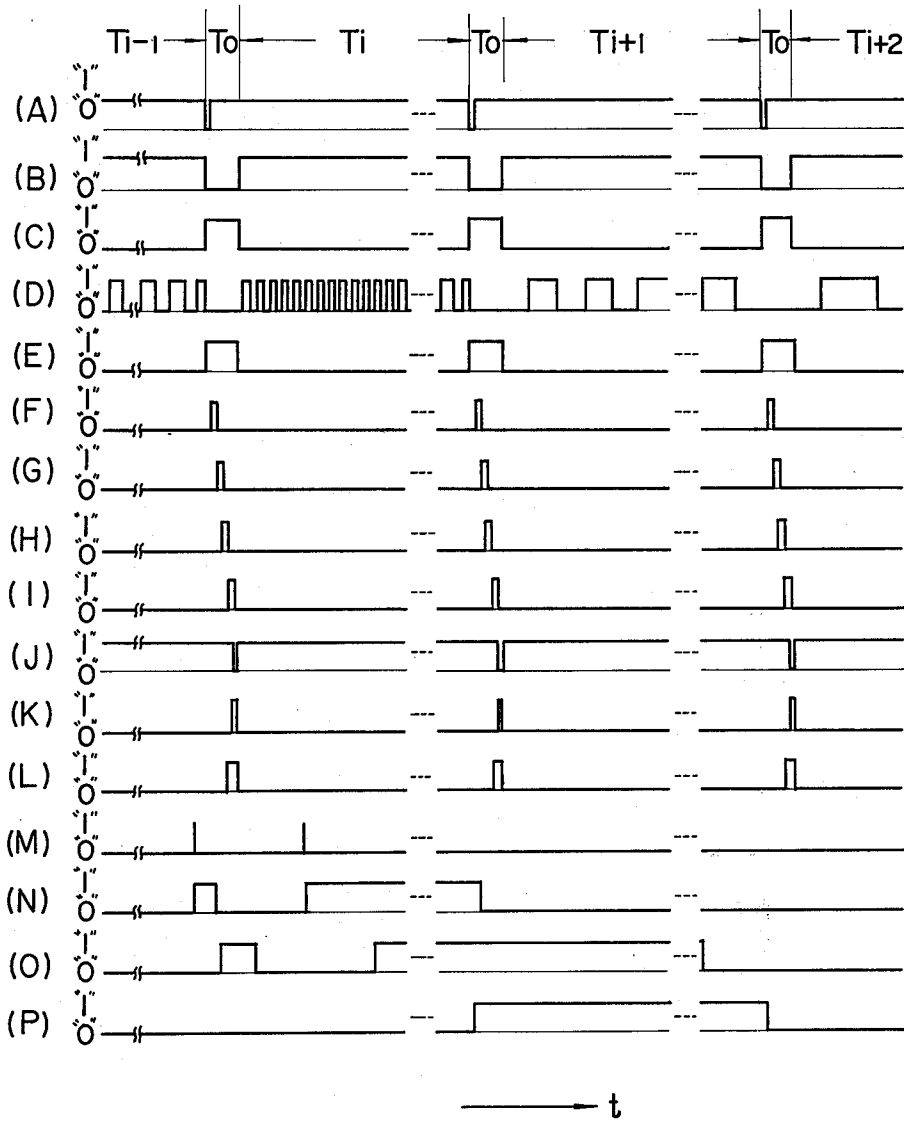 Ti-1 To Ti To Ti+1 To Ti+2
(A) "1" "0"
(B) "1" "0"
(C) "1" "0"
(D) "1" "0"
(E) "1" "0"
(F) "1" "0"
(G) "1" "0"
(H) "1" "0"
(I) "1" "0"
(J) "1" "0"
(K) "1" "0"
(L) "1" "0"
(M) "1" "0"
(N) "1" "0"
(O) "1" "0"
(P) "1" "0"
t